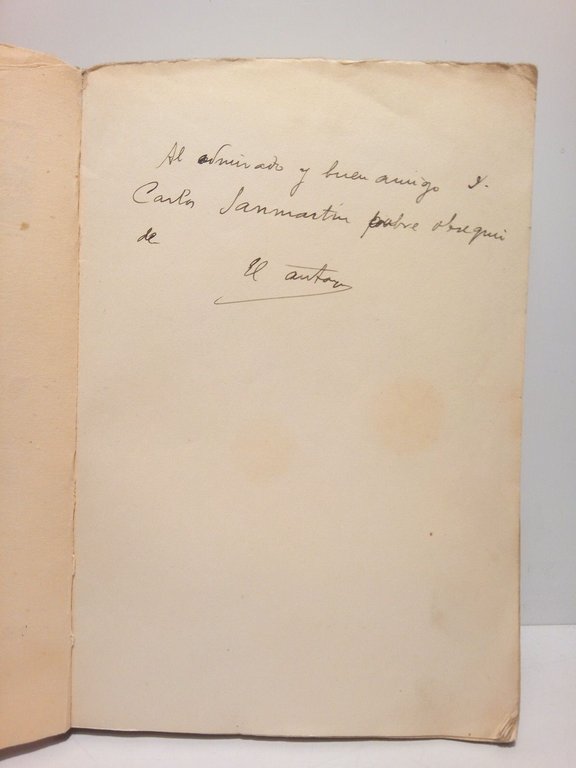 Al admirado y buen amigo D.
Carlos Sanmartín pobre obsequio
de
El autor